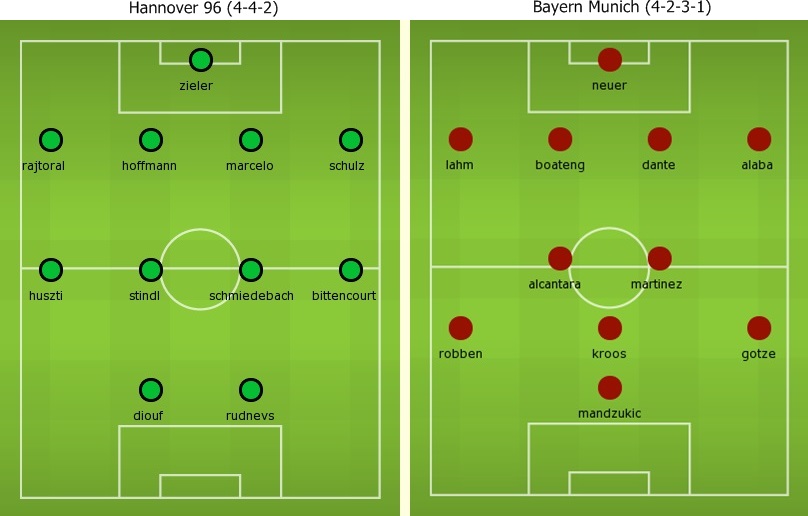 Hannover 96 (4-4-2)
zieler
rajtoral hoffmann marcelo schulz
huszti stindl schmiedebach bittencourt
diouf rudnevs
Bayern Munich (4-2-3-1)
neuer
lahm boateng dante alaba
alcantara martinez
robben kroos gotze
mandzukic